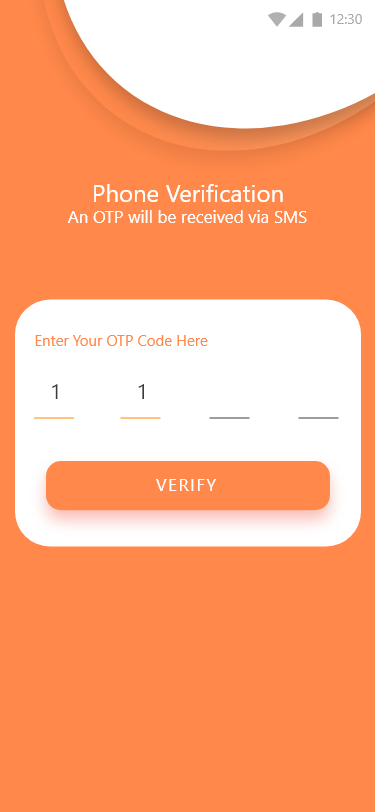 12:30
Phone Verification
An OTP will be received via SMS
Enter Your OTP Code Here
1 1
VERIFY